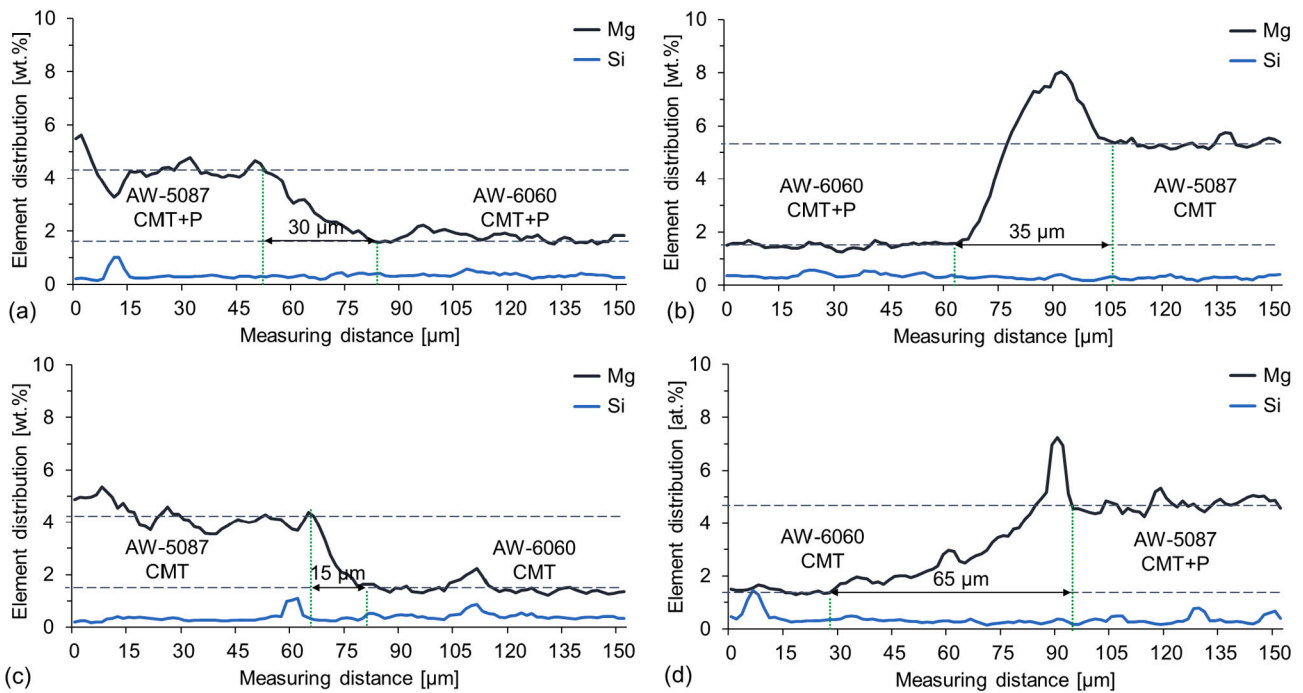 Element distribution [wt.%]
10
8
6
4
2
0
Mg
Si
AW-5087
CMT+P
AW-6060
CMT+P
30 µm
0 15 30 45 60 75 90 105 120 135 150
Measuring distance [µm]
(a)
Element distribution [wt.%]
10
8
6
4
2
0
Mg
Si
AW-6060
CMT+P
AW-5087
CMT
35 µm
0 15 30 45 60 75 90 105 120 135 150
Measuring distance [µm]
(b)
Element distribution [wt.%]
10
8
6
4
2
0
Mg
Si
AW-5087
CMT
AW-6060
CMT
15 µm
0 15 30 45 60 75 90 105 120 135 150
Measuring distance [µm]
(c)
Element distribution [at.%]
10
8
6
4
2
0
Mg
Si
AW-6060
CMT
AW-5087
CMT+P
65 µm
0 15 30 45 60 75 90 105 120 135 150
Measuring distance [µm]
(d)